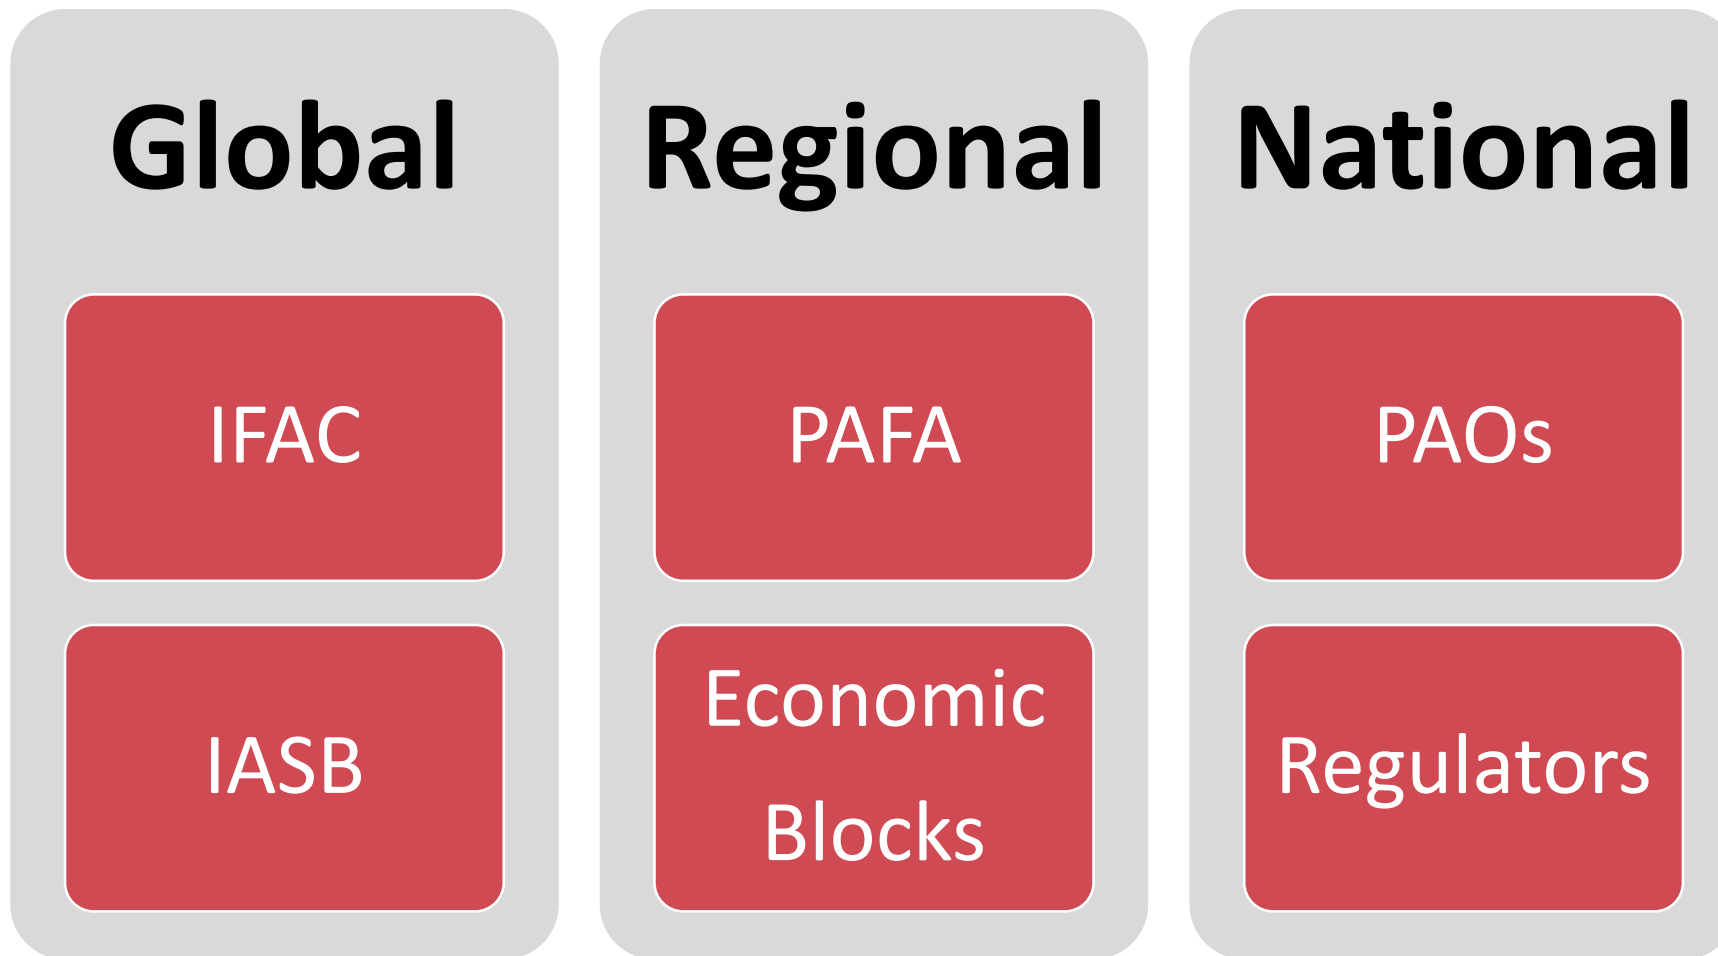 Global
IFAC
IASB
Regional
PAFA
Economic
Blocks
National
PAOs
Regulators